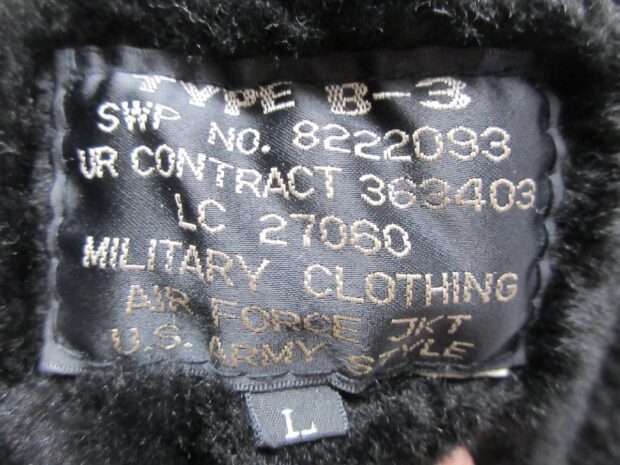 TYPE B-3
SWP NO. 8222093
UR CONTRACT 363403
LC 27060
MILITARY CLOTHING
AIR FORCE JKT
U.S. ARMY STYLE
L